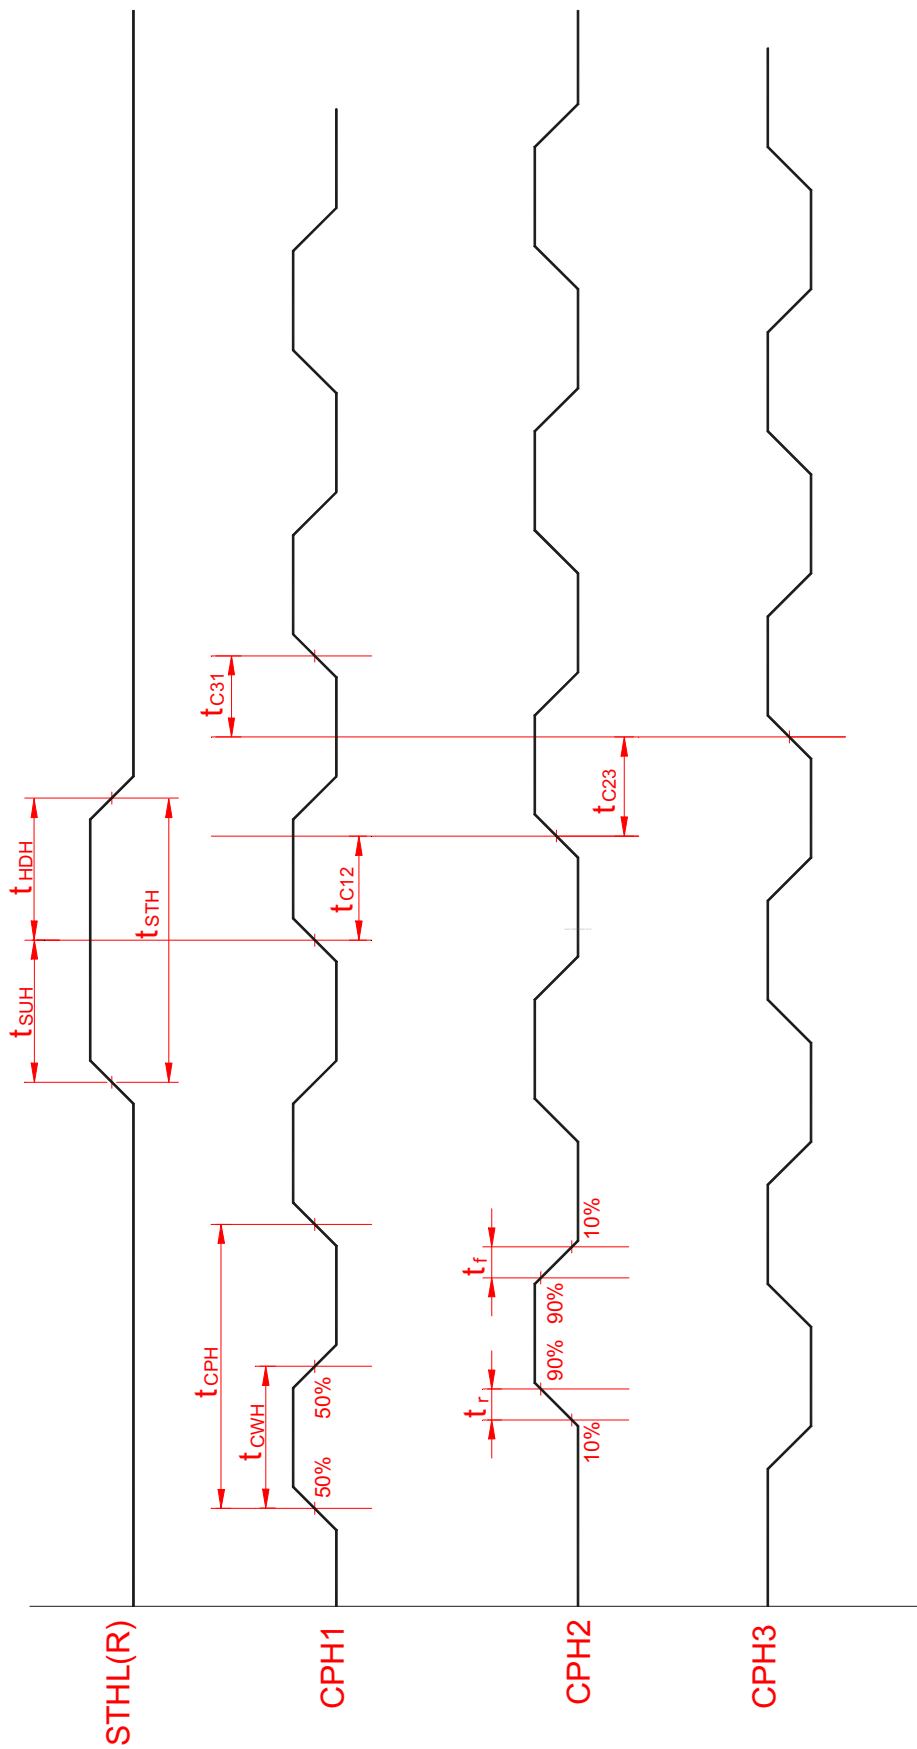 STHL(R)
tSUH
tHDH
tSTH
CPH1
tCPH
tCWH
50%
50%
tC12
tC31
CPH2
tr
tf
10%
90%
90%
10%
tC23
CPH3